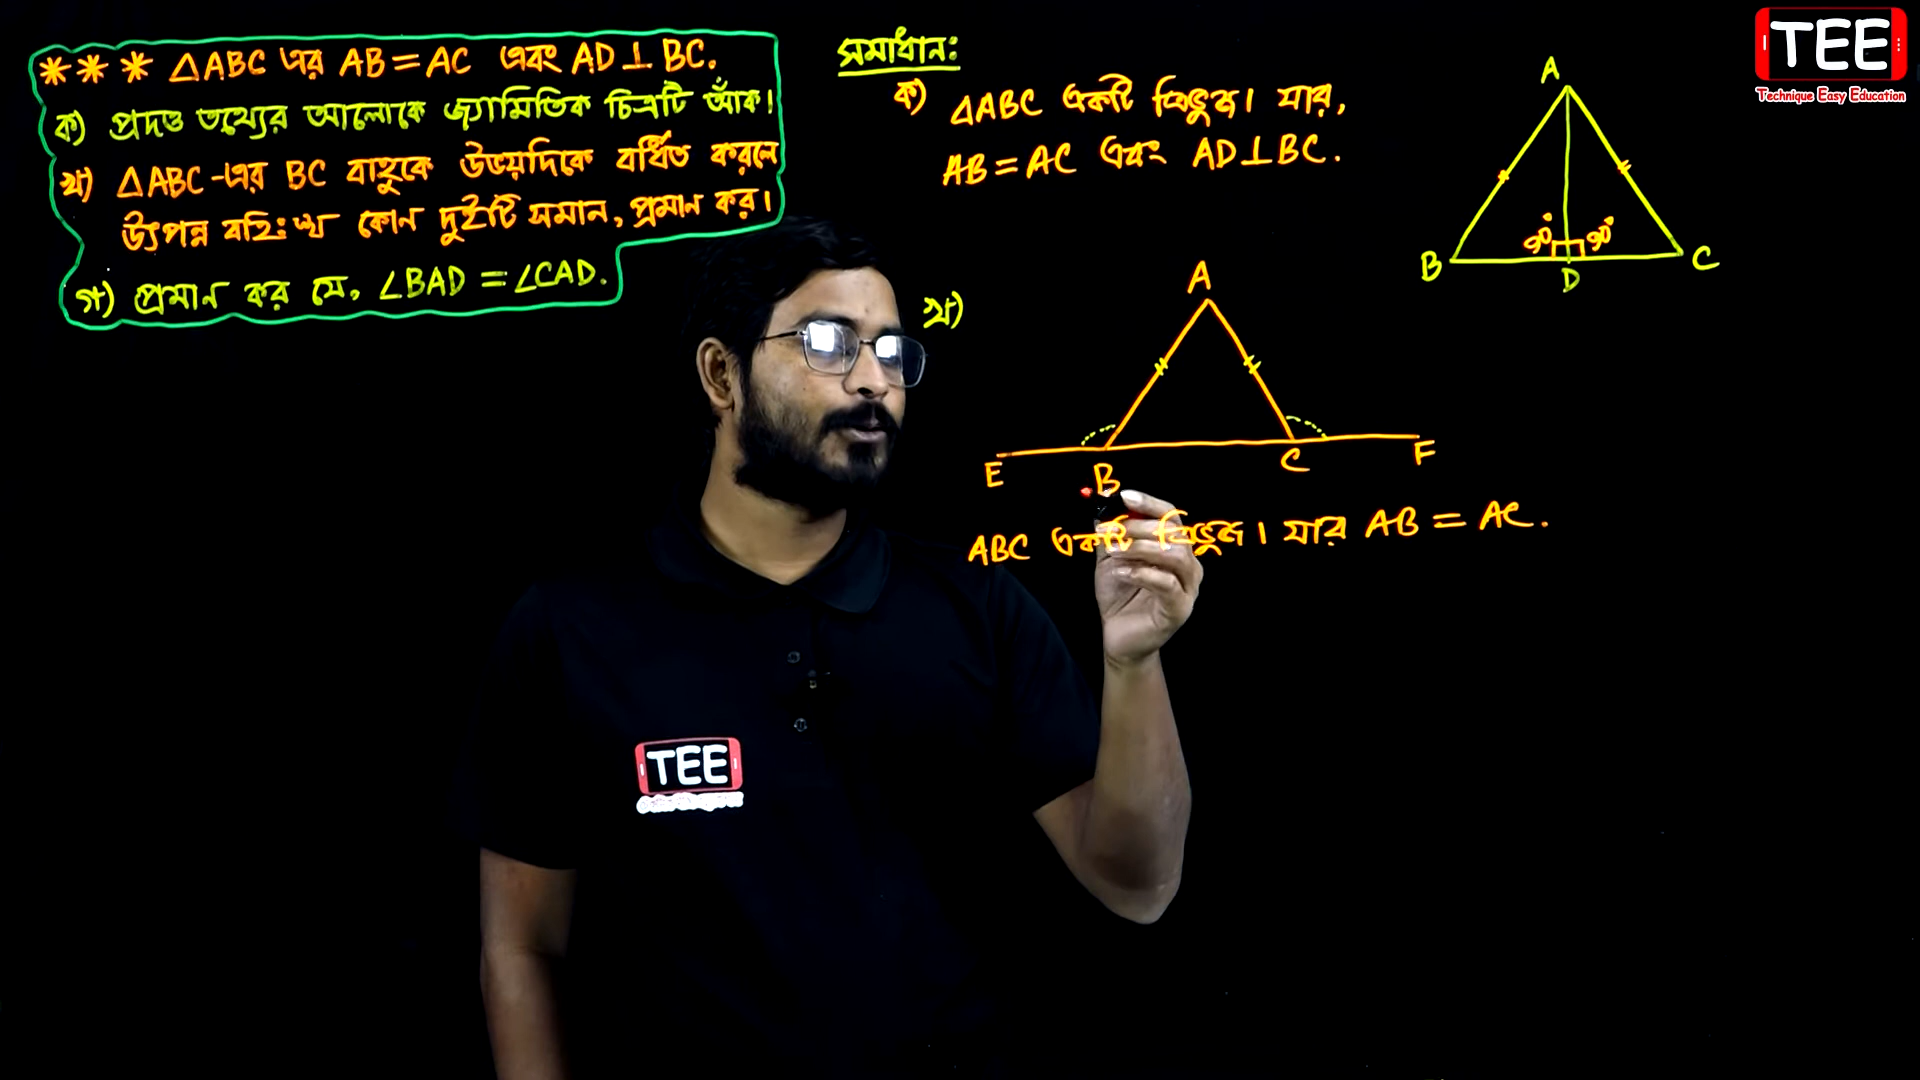 *** △ABC এর AB = AC এবং AD ⊥ BC.
ক) প্রদত্ত তথ্যের আলোকে জ্যামিতিক চিত্রটি আঁক।
খ) △ABC-এর BC বাহুকে উভয়দিকে বর্ধিত করলে
উৎপন্ন বহিঃস্থ কোন দুইটি সমান, প্রমান কর।
গ) প্রমান কর যে, ∠BAD = ∠CAD.
সমাধান:
ক) △ABC একটি ত্রিভুজ। যার,
AB = AC এবং AD ⊥ BC.
A
90° 90°
B D C
খ)
A
E B C F
ABC একটি ত্রিভুজ। যার AB = AC.
TEE
Technique Easy Education
TEE